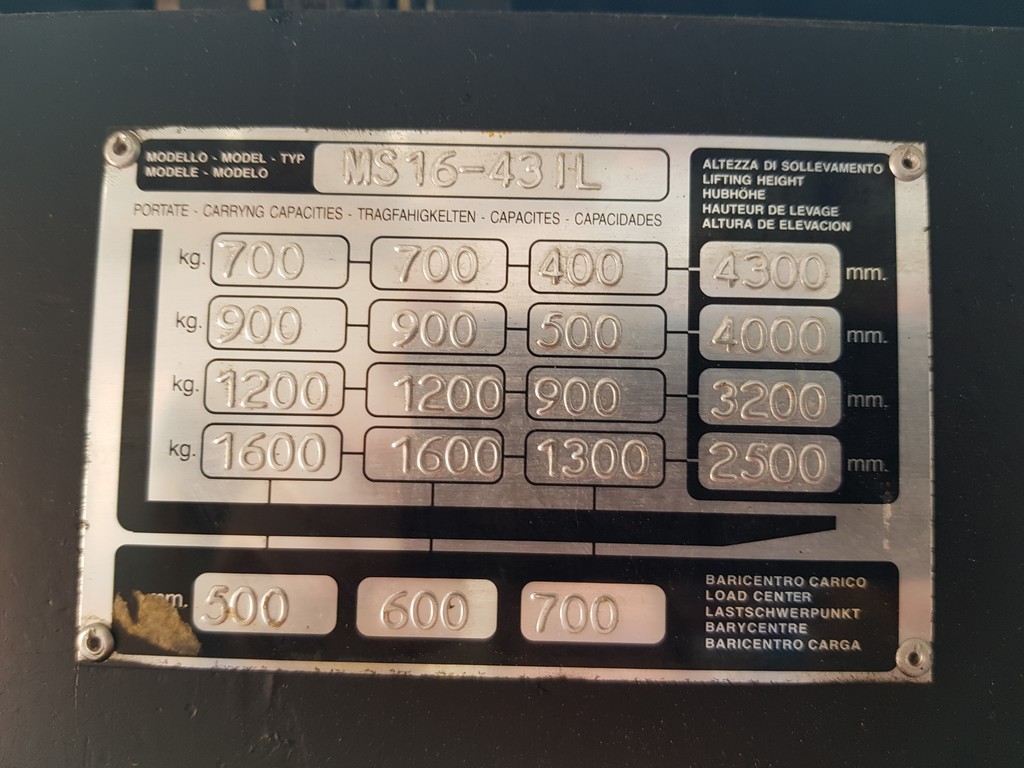 MODELLO - MODEL - TYP
MODELE - MODELO
MS16-43 IL
ALTEZZA DI SOLLEVAMENTO
LIFTING HEIGHT
HUBHÖHE
HAUTEUR DE LEVAGE
ALTURA DE ELEVACION
PORTATE - CARRYNG CAPACITIES - TRAGFAHIGKELTEN - CAPACITES - CAPACIDADES
kg. 700 700 400 4300 mm.
kg. 900 900 500 4000 mm.
kg. 1200 1200 900 3200 mm.
kg. 1600 1600 1300 2500 mm.
mm. 500 600 700
BARICENTRO CARICO
LOAD CENTER
LASTSCHWERPUNKT
BARYCENTRE
BARICENTRO CARGA